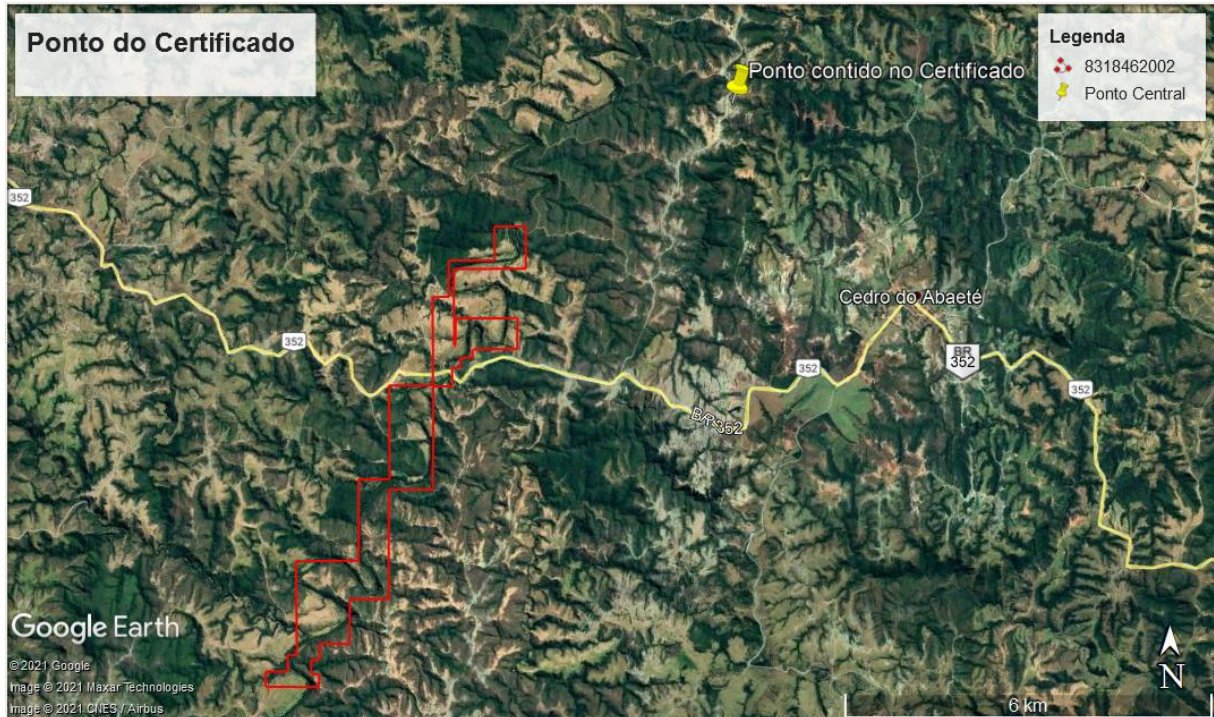 Ponto do Certificado
Legenda
8318462002
Ponto Central
Ponto contido no Certificado
352
Cedro do Abaeté
352
352
BR
352
352
BR-352
Google Earth
© 2021 Google
Image © 2021 Maxar Technologies
Image © 2021 CNES / Airbus
N
6 km